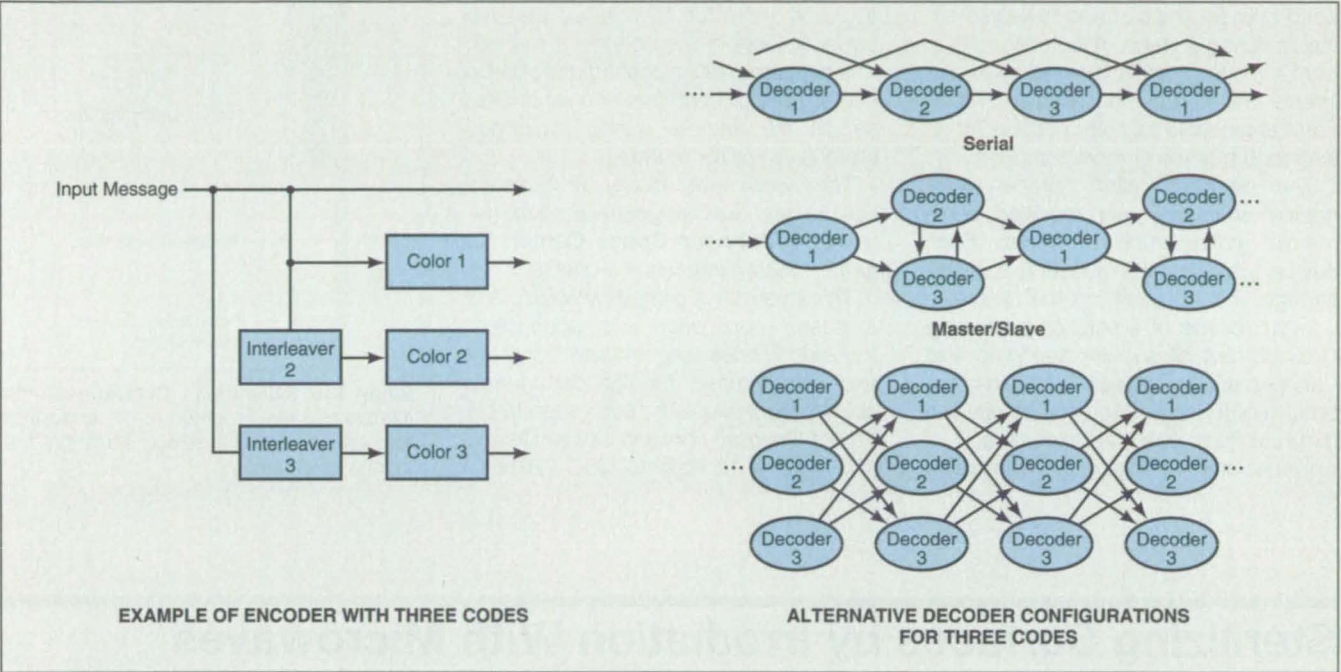 Input Message
Color 1
Interleaver
2
Color 2
Interleaver
3
Color 3
EXAMPLE OF ENCODER WITH THREE CODES
...
Decoder
1
Decoder
2
Decoder
3
Decoder
1
Serial
Decoder
1
Decoder
2
Decoder
3
Decoder
1
Decoder
2
...
Decoder
3
...
Master/Slave
Decoder
1
Decoder
1
Decoder
1
Decoder
1
...
Decoder
2
Decoder
2
Decoder
2
Decoder
2
...
Decoder
3
Decoder
3
Decoder
3
Decoder
3
ALTERNATIVE DECODER CONFIGURATIONS
FOR THREE CODES